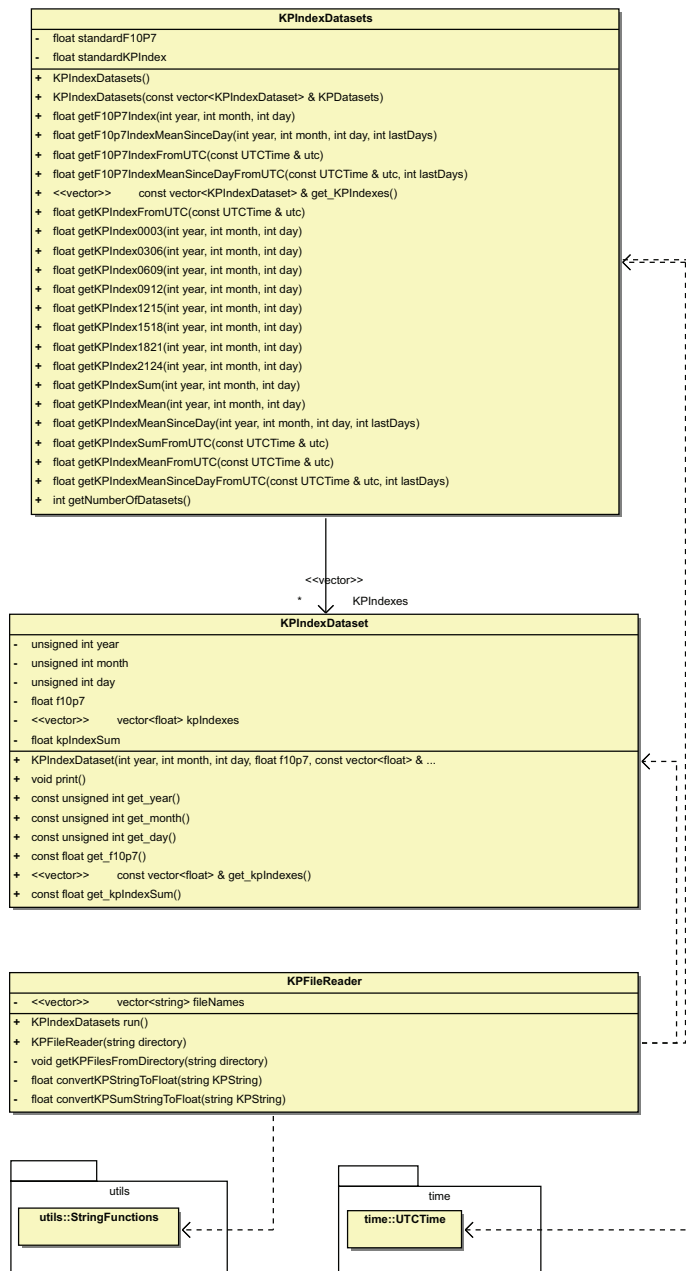 KPIndexDatasets
- float standardF10P7
- float standardKPIndex
+ KPIndexDatasets()
+ KPIndexDatasets(const vector<KPIndexDataset> & KPDatasets)
+ float getF10P7Index(int year, int month, int day)
+ float getF10p7IndexMeanSinceDay(int year, int month, int day, int lastDays)
+ float getF10P7IndexFromUTC(const UTCTime & utc)
+ float getF10P7IndexMeanSinceDayFromUTC(const UTCTime & utc, int lastDays)
+ <<vector>> const vector<KPIndexDataset> & get_KPIndexes()
+ float getKPIndexFromUTC(const UTCTime & utc)
+ float getKPIndex0003(int year, int month, int day)
+ float getKPIndex0306(int year, int month, int day)
+ float getKPIndex0609(int year, int month, int day)
+ float getKPIndex0912(int year, int month, int day)
+ float getKPIndex1215(int year, int month, int day)
+ float getKPIndex1518(int year, int month, int day)
+ float getKPIndex1821(int year, int month, int day)
+ float getKPIndex2124(int year, int month, int day)
+ float getKPIndexSum(int year, int month, int day)
+ float getKPIndexMean(int year, int month, int day)
+ float getKPIndexMeanSinceDay(int year, int month, int day, int lastDays)
+ float getKPIndexSumFromUTC(const UTCTime & utc)
+ float getKPIndexMeanFromUTC(const UTCTime & utc)
+ float getKPIndexMeanSinceDayFromUTC(const UTCTime & utc, int lastDays)
+ int getNumberOfDatasets()
<<vector>>
* KPIndexes
KPIndexDataset
- unsigned int year
- unsigned int month
- unsigned int day
- float f10p7
- <<vector>> vector<float> kpIndexes
- float kpIndexSum
+ KPIndexDataset(int year, int month, int day, float f10p7, const vector<float> & ...
+ void print()
+ const unsigned int get_year()
+ const unsigned int get_month()
+ const unsigned int get_day()
+ const float get_f10p7()
+ <<vector>> const vector<float> & get_kpIndexes()
+ const float get_kpIndexSum()
KPFileReader
- <<vector>> vector<string> fileNames
+ KPIndexDatasets run()
+ KPFileReader(string directory)
- void getKPFilesFromDirectory(string directory)
- float convertKPStringToFloat(string KPString)
- float convertKPSumStringToFloat(string KPString)
utils
utils::StringFunctions
time
time::UTCTime